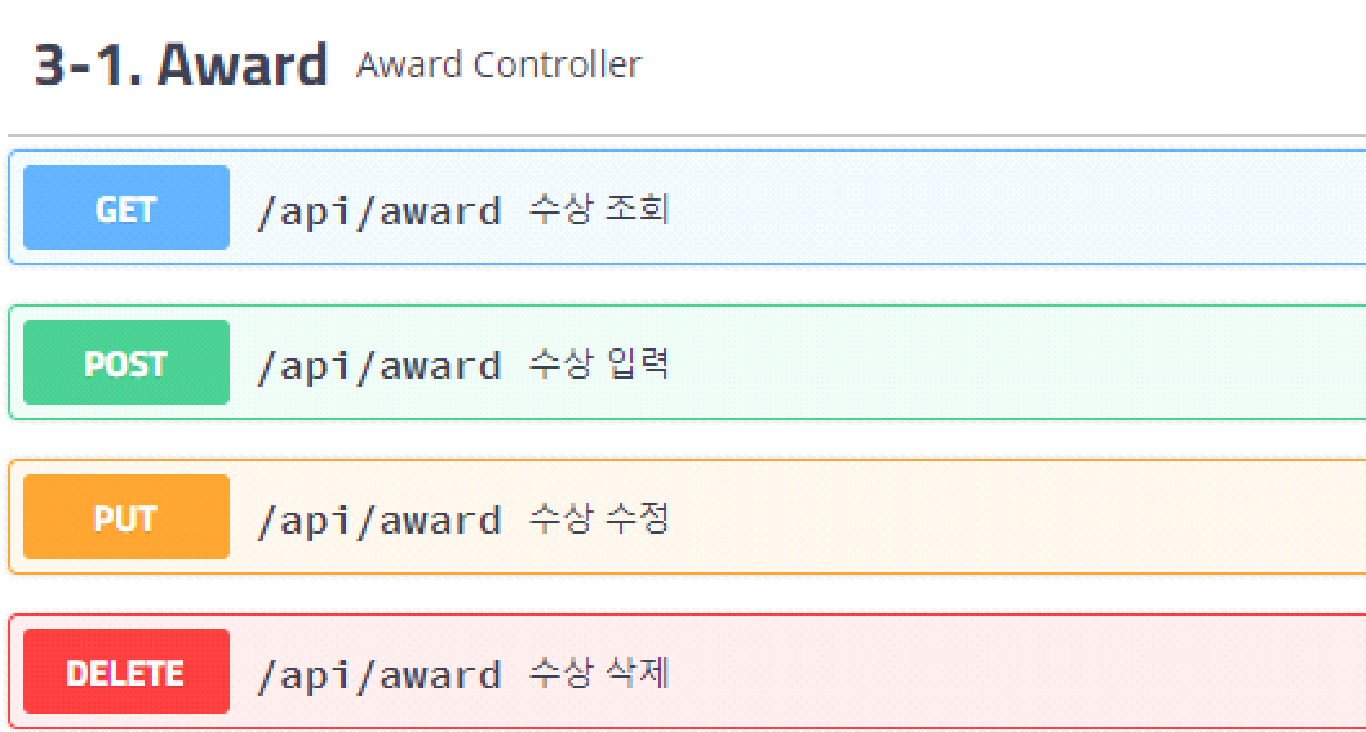 3-1. Award Award Controller
GET /api/award 수상 조회
POST /api/award 수상 입력
PUT /api/award 수상 수정
DELETE /api/award 수상 삭제